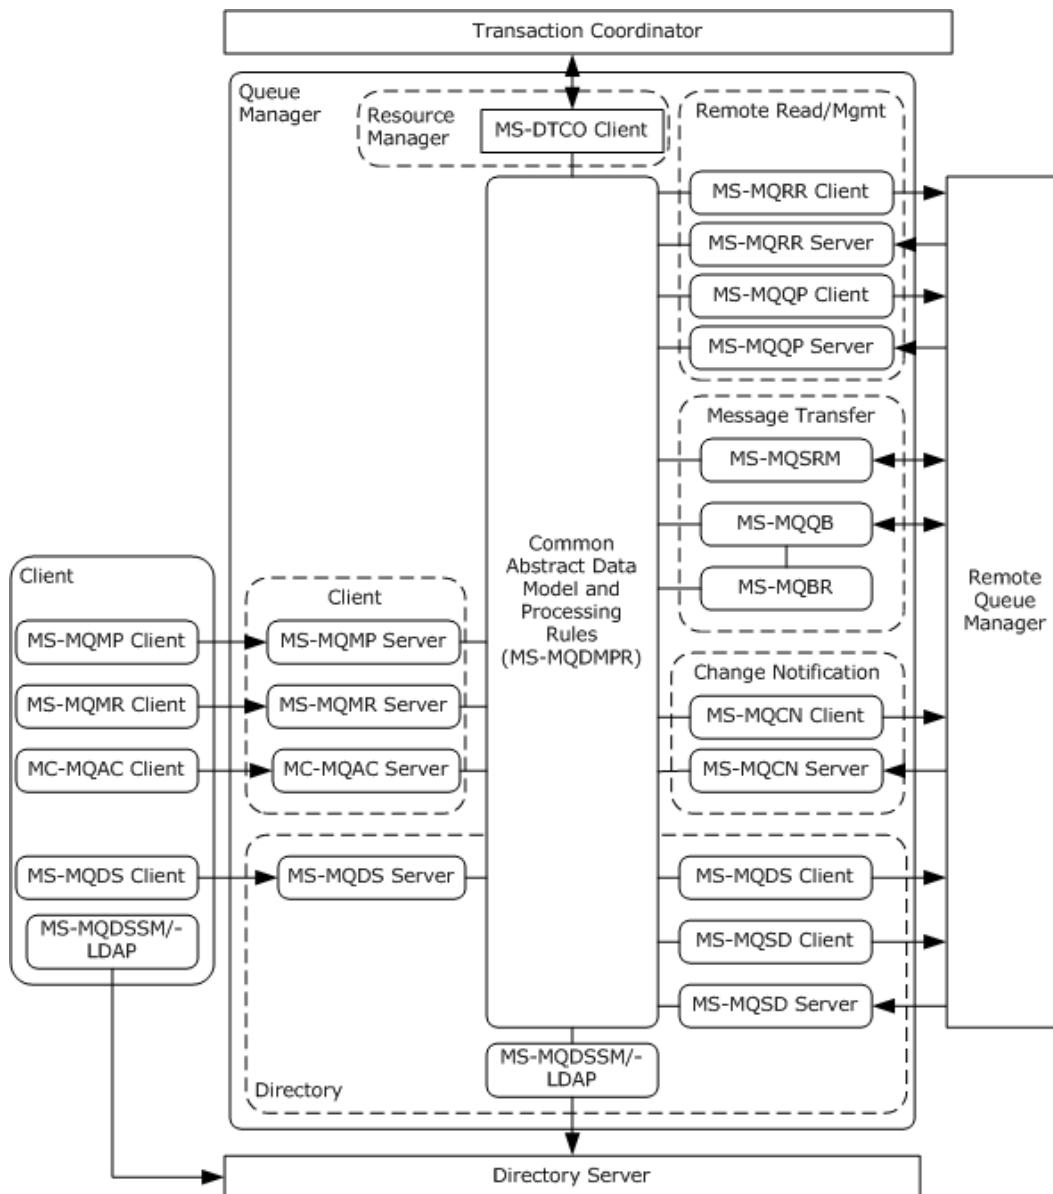 Transaction Coordinator
Queue
Manager
Resource
Manager
MS-DTCO Client
Remote Read/Mgmt
MS-MQRR Client
MS-MQRR Server
MS-MQQP Client
MS-MQQP Server
Message Transfer
MS-MQSRM
MS-MQQB
MS-MQBR
Common
Abstract Data
Model and
Processing
Rules
(MS-MQDMPR)
Remote
Queue
Manager
Client
MS-MQMP Client
MS-MQMR Client
MC-MQAC Client
MS-MQDS Client
MS-MQDSSM/-
LDAP
Client
MS-MQMP Server
MS-MQMR Server
MC-MQAC Server
Change Notification
MS-MQCN Client
MS-MQCN Server
MS-MQDS Server
MS-MQDS Client
MS-MQSD Client
MS-MQSD Server
MS-MQDSSM/-
LDAP
Directory
Directory Server